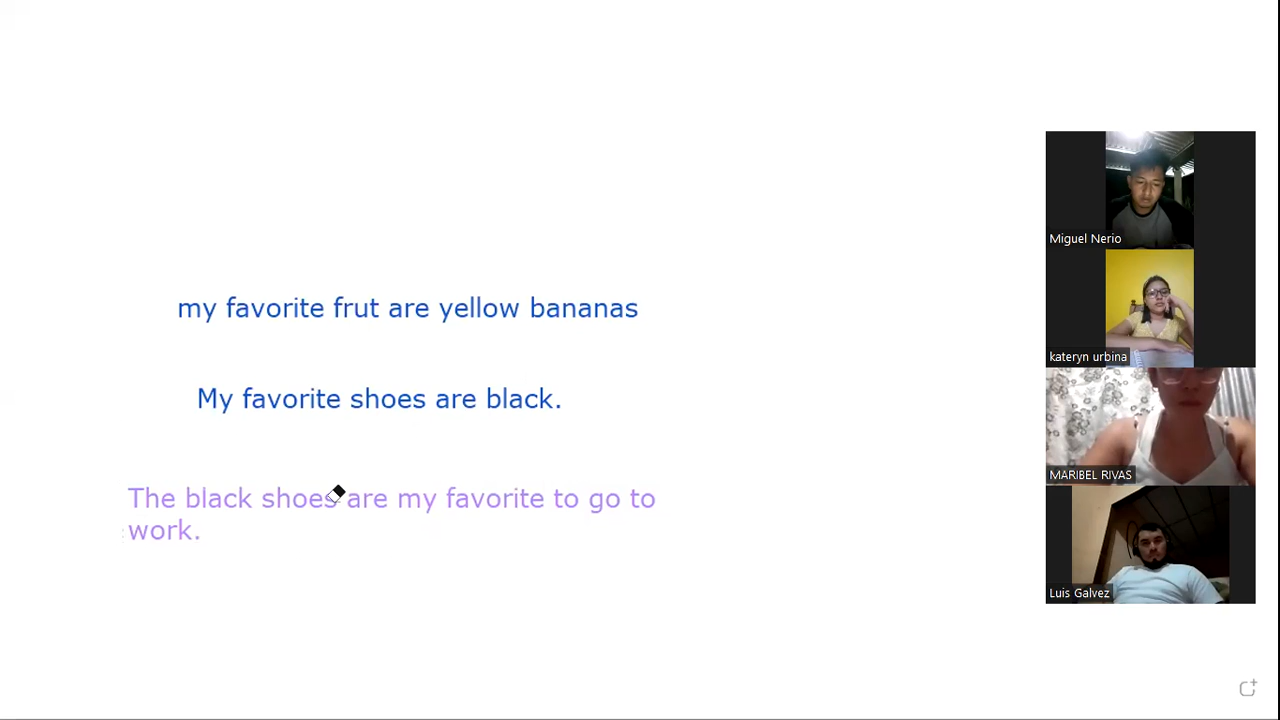 my favorite frut are yellow bananas
My favorite shoes are black.
The black shoes are my favorite to go to
work.
Miguel Nerio
kateryn urbina
MARIBEL RIVAS
Luis Galvez